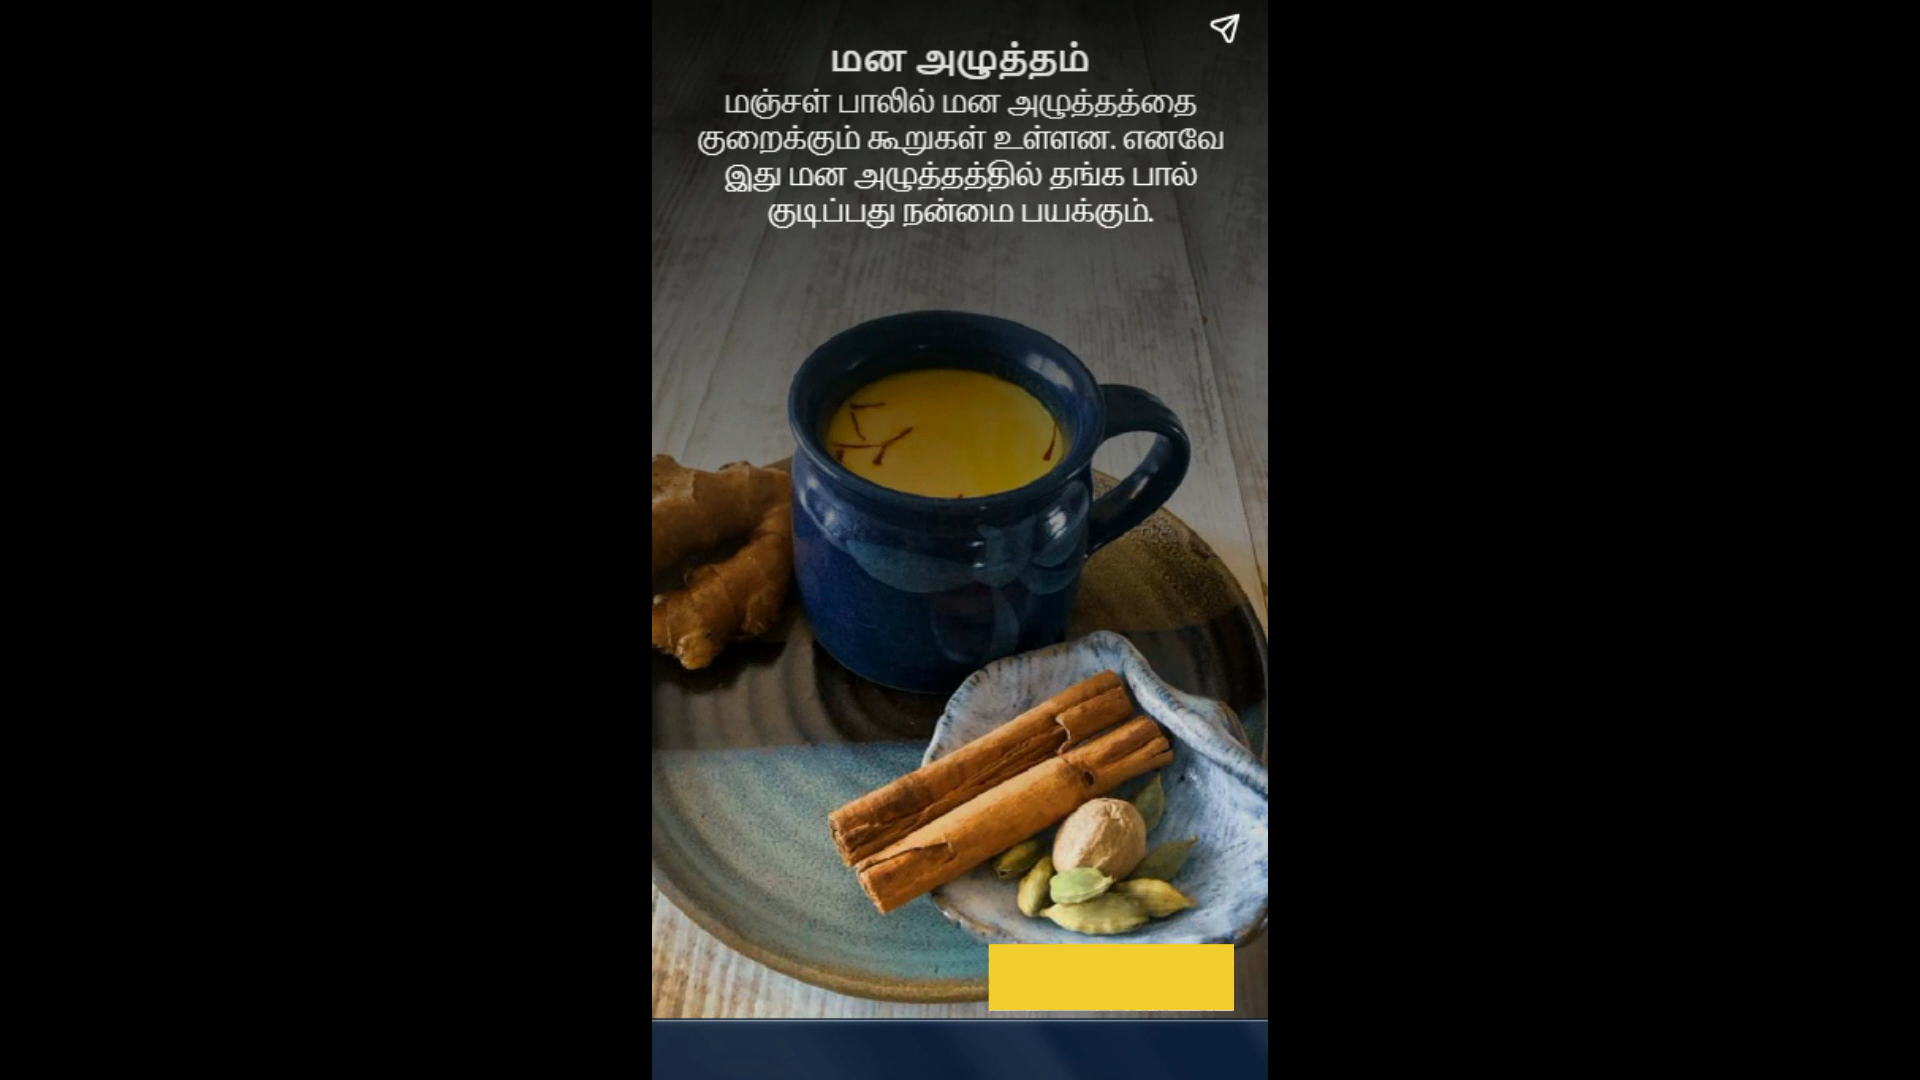 மன அழுத்தம்
மஞ்சள் பாலில் மன அழுத்தத்தை
குறைக்கும் கூறுகள் உள்ளன. எனவே
இது மன அழுத்தத்தில் தங்க பால்
குடிப்பது நன்மை பயக்கும்.